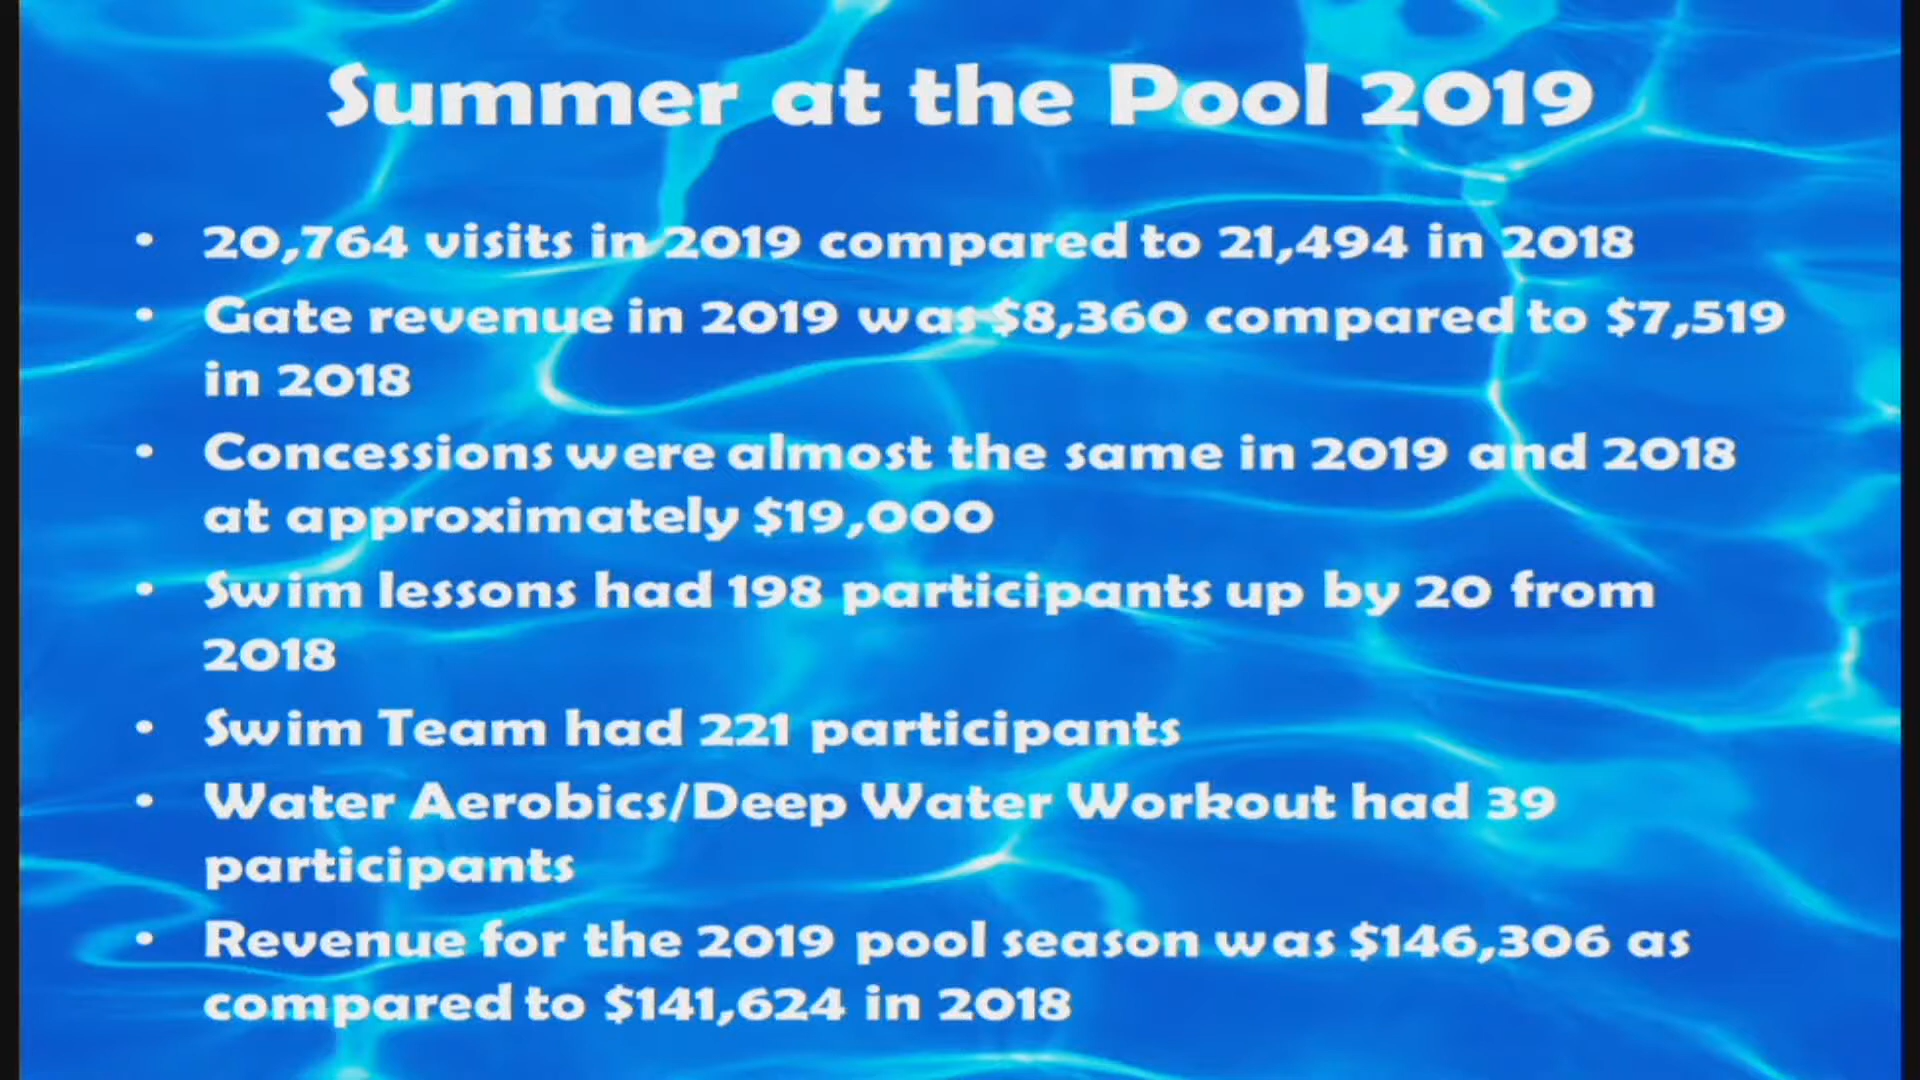 Summer at the Pool 2019
• 20,764 visits in 2019 compared to 21,494 in 2018
• Gate revenue in 2019 was $8,360 compared to $7,519
in 2018
• Concessions were almost the same in 2019 and 2018
at approximately $19,000
• Swim lessons had 198 participants up by 20 from
2018
• Swim Team had 221 participants
• Water Aerobics/Deep Water Workout had 39
participants
• Revenue for the 2019 pool season was $146,306 as
compared to $141,624 in 2018